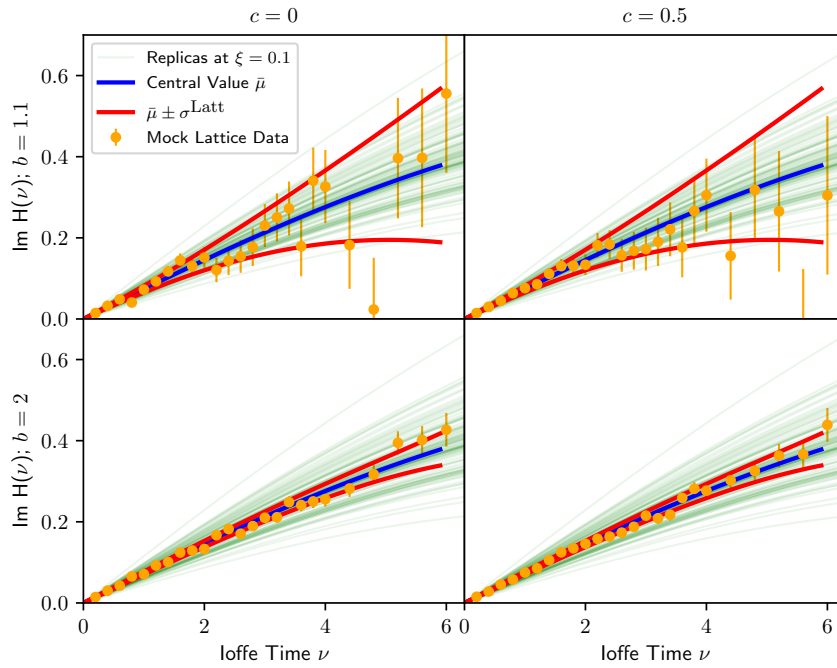 c = 0
c = 0.5
Im H(ν); b = 1.1
0.6
0.4
0.2
0.0
Replicas at ξ = 0.1
Central Value μ̄
μ̄ ± σ^Latt
Mock Lattice Data
Im H(ν); b = 2
0.6
0.4
0.2
0.0
0
2
4
6
2
4
6
Ioffe Time ν
Ioffe Time ν